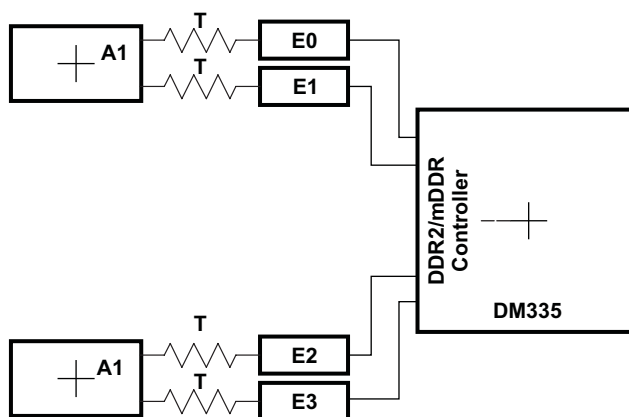 T
A1
E0
T
E1
DDR2/mDDR
Controller
DM335
T
A1
E2
T
E3